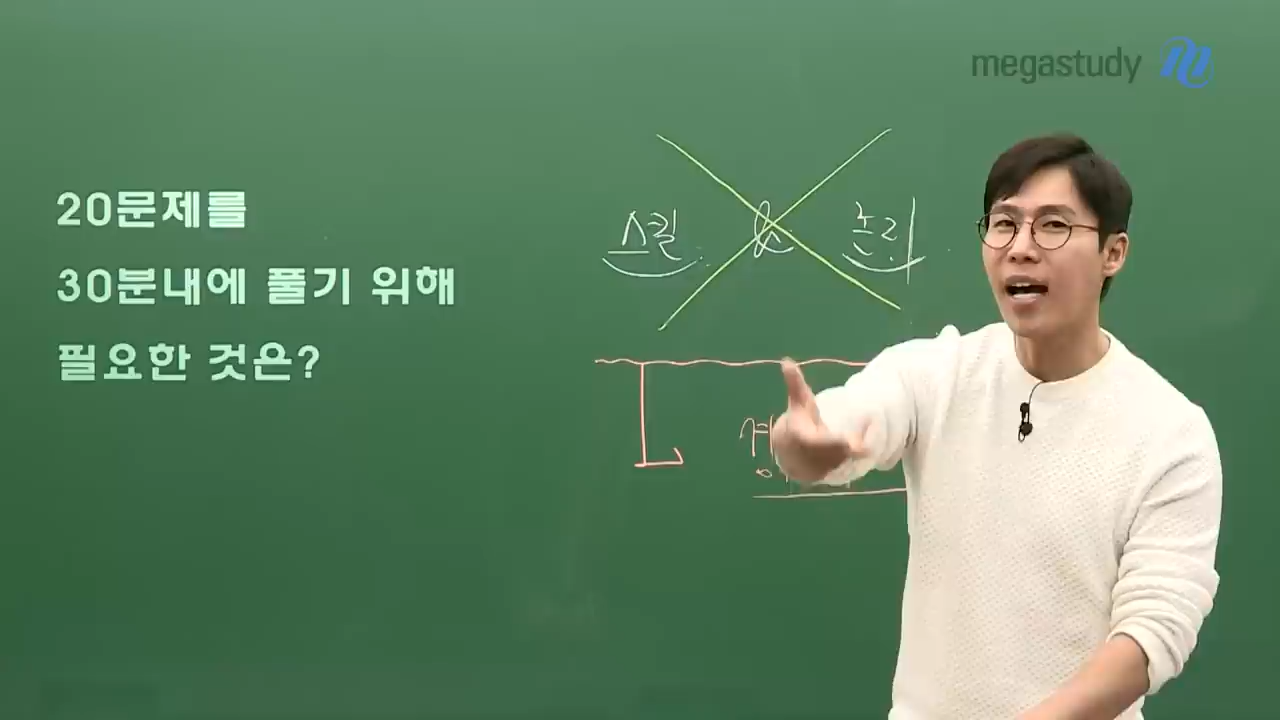 megastudy
20문제를
30분내에 풀기 위해
필요한 것은?
스킬 & 논리